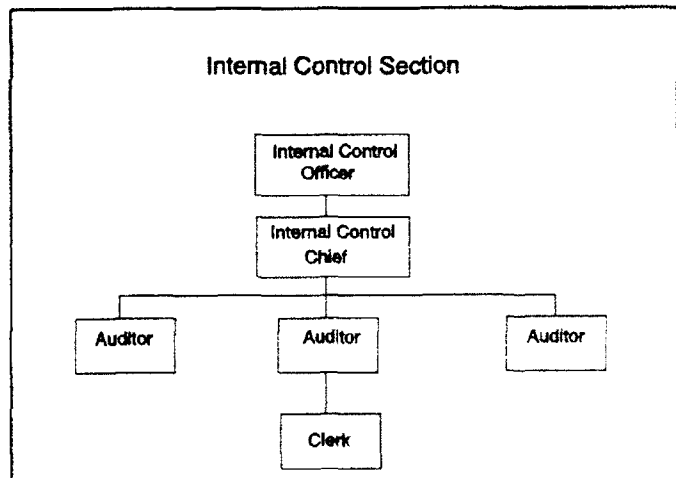 Internal Control Section
Internal Control
Officer
Internal Control
Chief
Auditor
Auditor
Auditor
Clerk